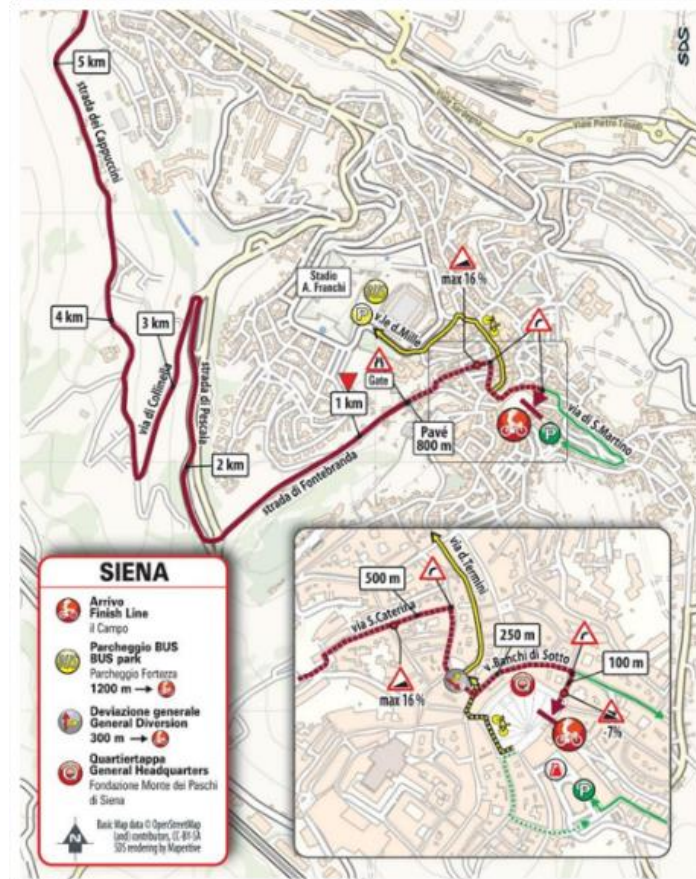 SDS
5 km
strada dei Cappuccini
viale Pietro Toselli
Stadio
A. Franchi
BUS
P
max 16 %
4 km
3 km
v.le d.Mille
Gate
1 km
via di Collinella
strada di Pescaia
Pavé
800 m
P
via di S.Martino
2 km
strada di Fontebranda
SIENA
Arrivo
Finish Line
il Campo
BUS
Parcheggio BUS
BUS park
Parcheggio Fortezza
1200 m
Deviazione generale
General Diversion
300 m
Quartiertappa
General Headquarters
Fondazione Monte dei Paschi
di Siena
N
Basic Map data © OpenStreetMap
(and) contributors, CC-BY-SA
SDS rendering by Mapertive
via d.Termini
500 m
via S.Caterina
250 m
v.Banchi di Sotto
100 m
max 16 %
-7%
P